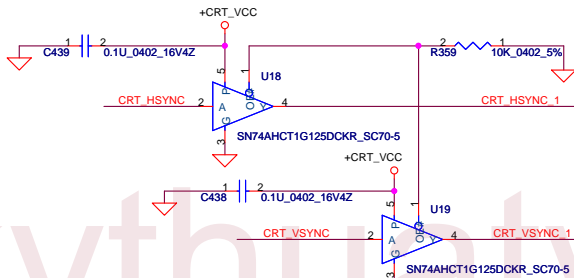 +CRT_VCC
1 2
C439 0.1U_0402_16V4Z
2 1
R359 10K_0402_5%
5 1
U18
P OE#
CRT_HSYNC 2 A Y 4 CRT_HSYNC_1
G
3
SN74AHCT1G125DCKR_SC70-5
+CRT_VCC
1 2
C438 0.1U_0402_16V4Z
5 1
U19
P OE#
CRT_VSYNC 2 A Y 4 CRT_VSYNC_1
G
3
SN74AHCT1G125DCKR_SC70-5